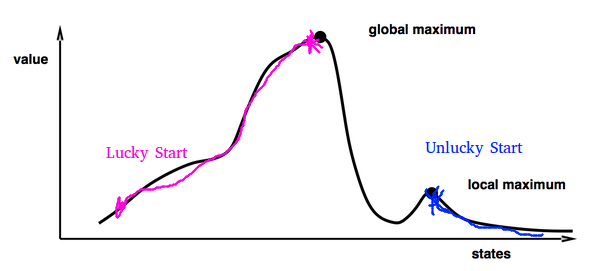 global maximum
value
Lucky Start
Unlucky Start
local maximum
states